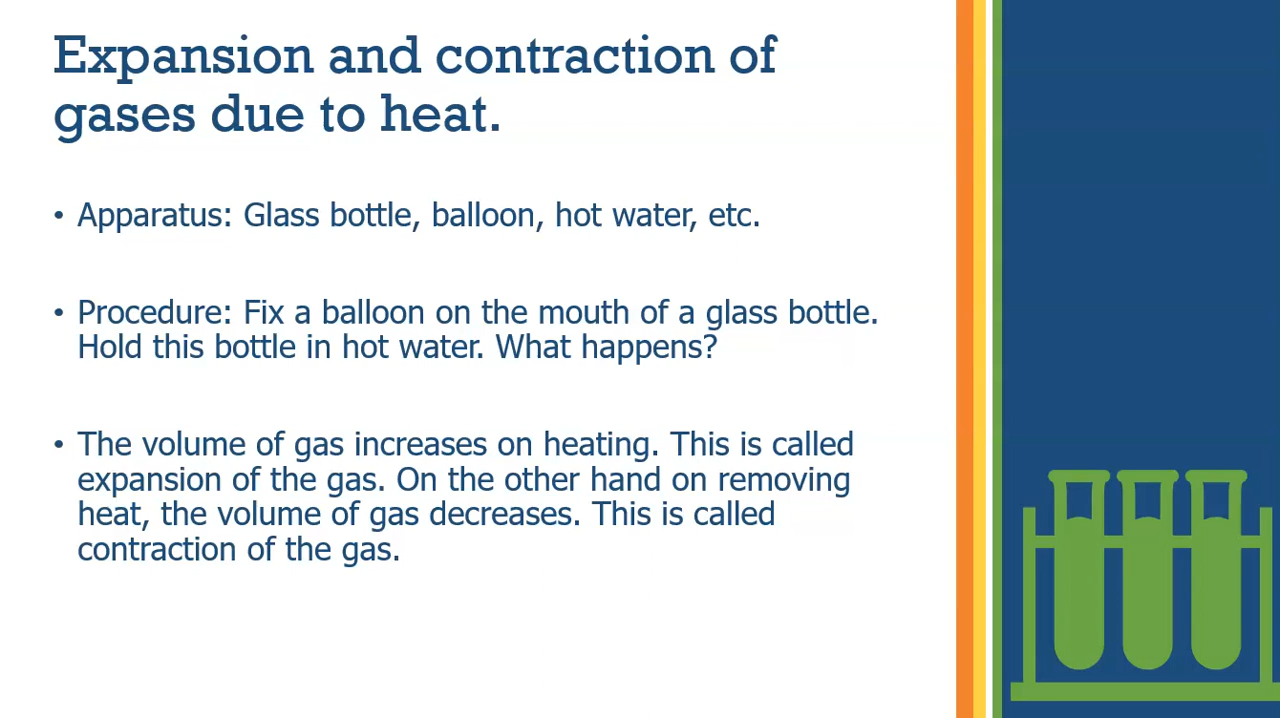 Expansion and contraction of
gases due to heat.
• Apparatus: Glass bottle, balloon, hot water, etc.
• Procedure: Fix a balloon on the mouth of a glass bottle.
Hold this bottle in hot water. What happens?
• The volume of gas increases on heating. This is called
expansion of the gas. On the other hand on removing
heat, the volume of gas decreases. This is called
contraction of the gas.